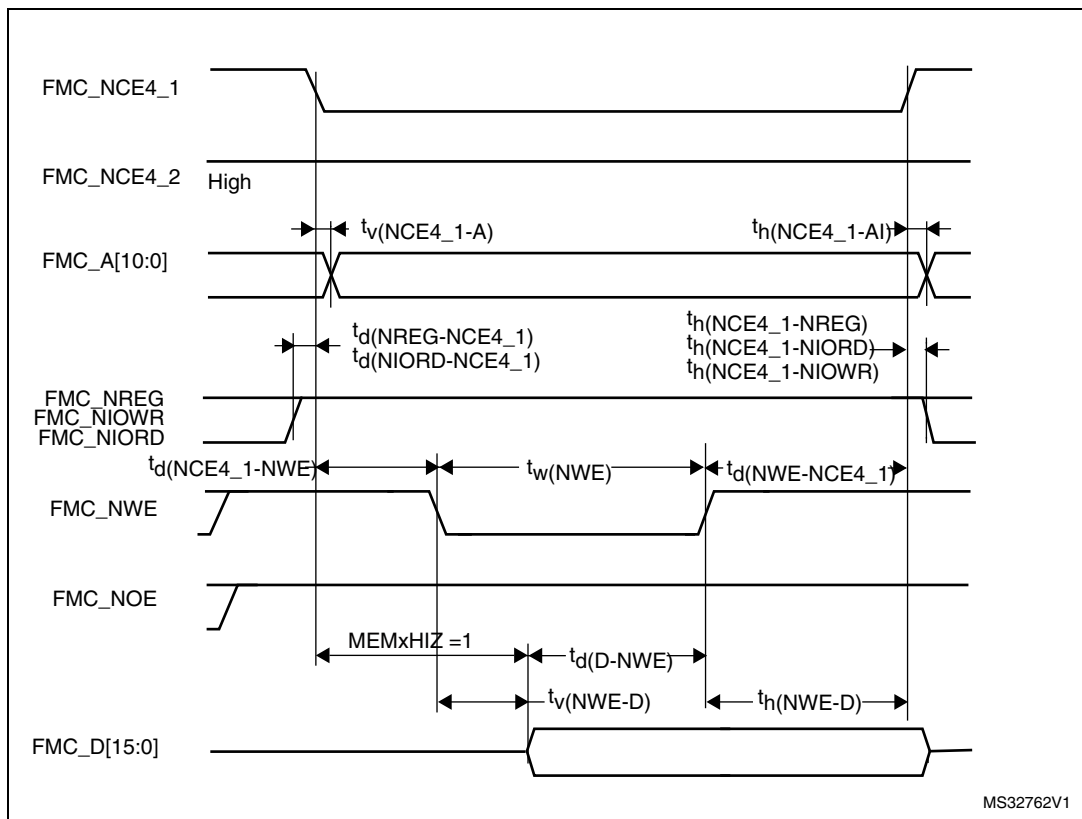 FMC_NCE4_1
FMC_NCE4_2
High
tv(NCE4_1-A)
th(NCE4_1-AI)
FMC_A[10:0]
td(NREG-NCE4_1)
td(NIORD-NCE4_1)
th(NCE4_1-NREG)
th(NCE4_1-NIORD)
th(NCE4_1-NIOWR)
FMC_NREG
FMC_NIOWR
FMC_NIORD
td(NCE4_1-NWE)
tw(NWE)
td(NWE-NCE4_1)
FMC_NWE
FMC_NOE
MEMxHIZ =1
td(D-NWE)
tv(NWE-D)
th(NWE-D)
FMC_D[15:0]
MS32762V1